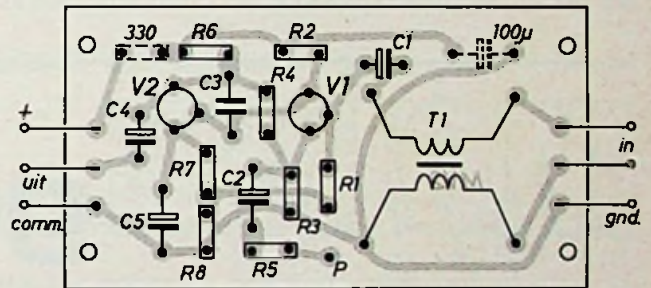 330 R6 R2 C1 100µ
V2 C3 R4 V1
C4 T1
+ in
uit R7 C2 R1
comm. C5 R3 gnd.
R8 R5 P